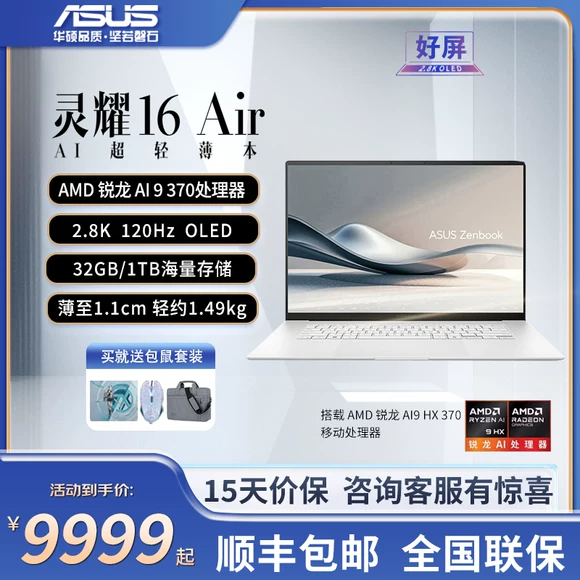 ASUS
华硕品质·坚若磐石
好屏
2.8K OLED
灵耀16 Air
AI超轻薄本
AMD 锐龙 AI 9 370处理器
2.8K 120Hz OLED
32GB/1TB海量存储
薄至1.1cm 轻约1.49kg
ASUS Zenbook
买就送包鼠套装
搭载 AMD 锐龙 AI9 HX 370
移动处理器
AMD
RYZEN AI
9 HX
AMD
RADEON
GRAPHICS
锐龙 AI 处理器
活动到手价:
¥9999起
15天价保 咨询客服有惊喜
顺丰包邮 全国联保